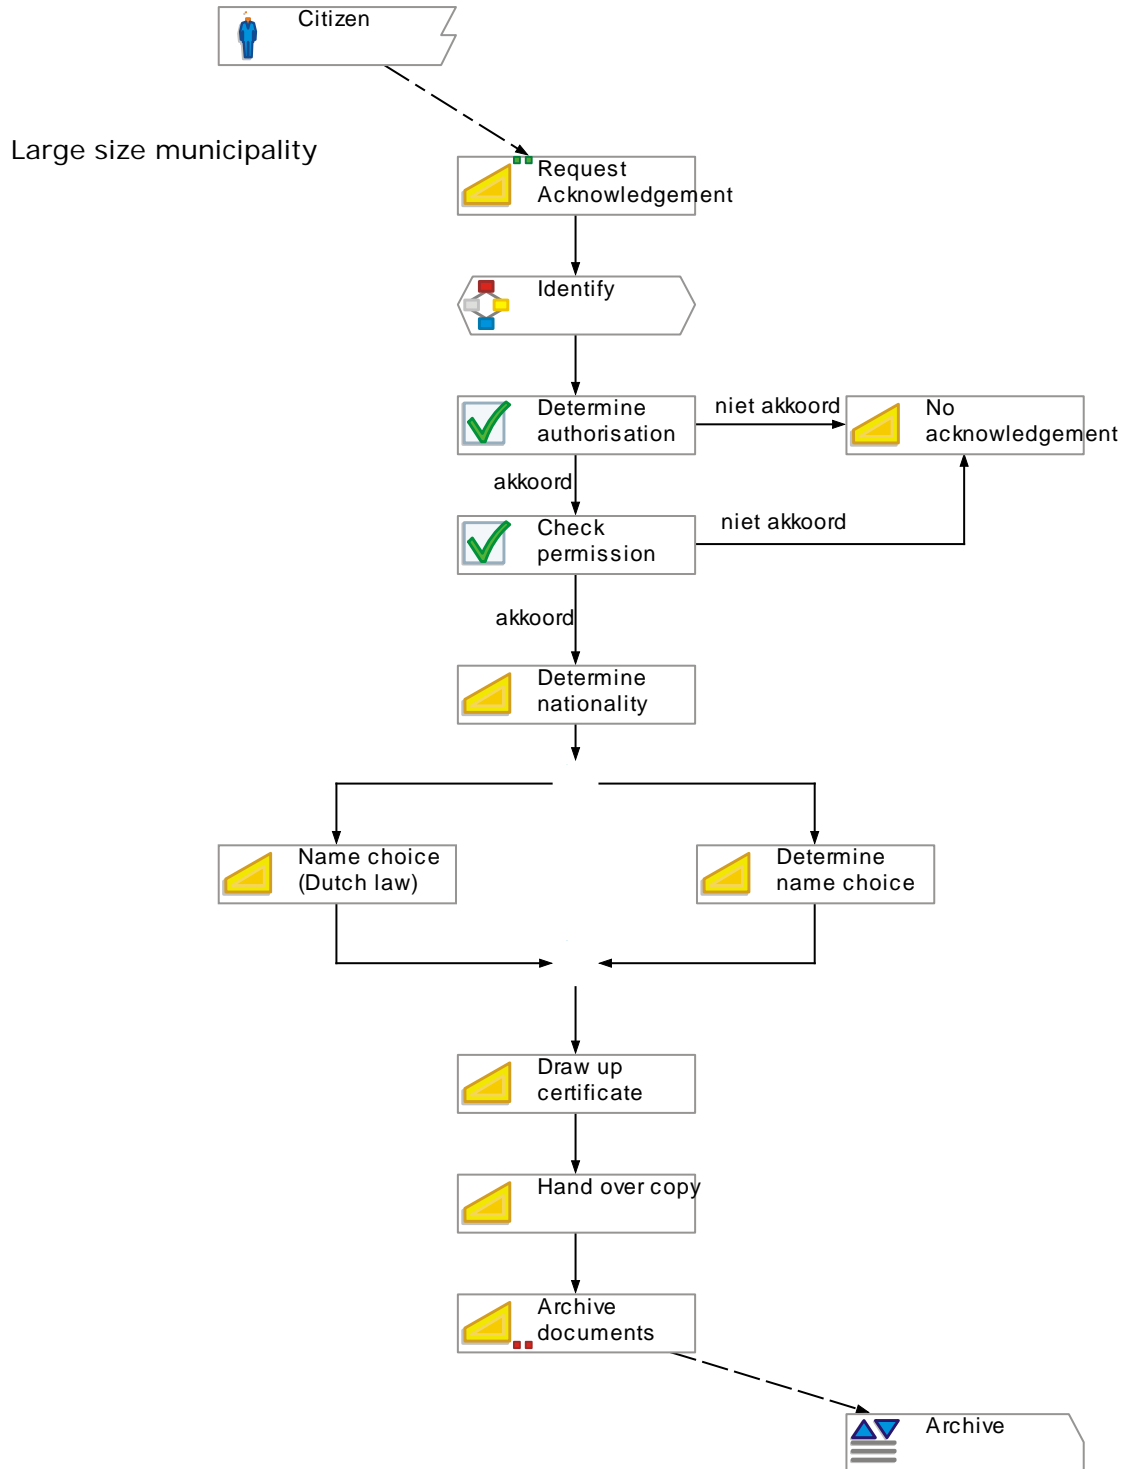 Citizen
Large size municipality
Request
Acknowledgement
Identify
Determine
authorisation
niet akkoord
No
acknowledgement
akkoord
Check
permission
niet akkoord
akkoord
Determine
nationality
Name choice
(Dutch law)
Determine
name choice
Draw up
certificate
Hand over copy
Archive
documents
Archive